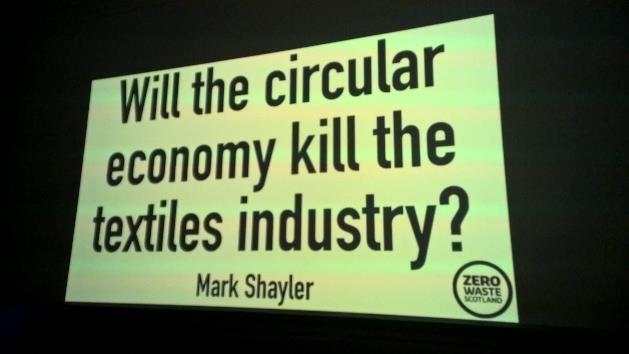 Will the circular
economy kill the
textiles industry?
Mark Shayler
ZERO
WASTE
SCOTLAND